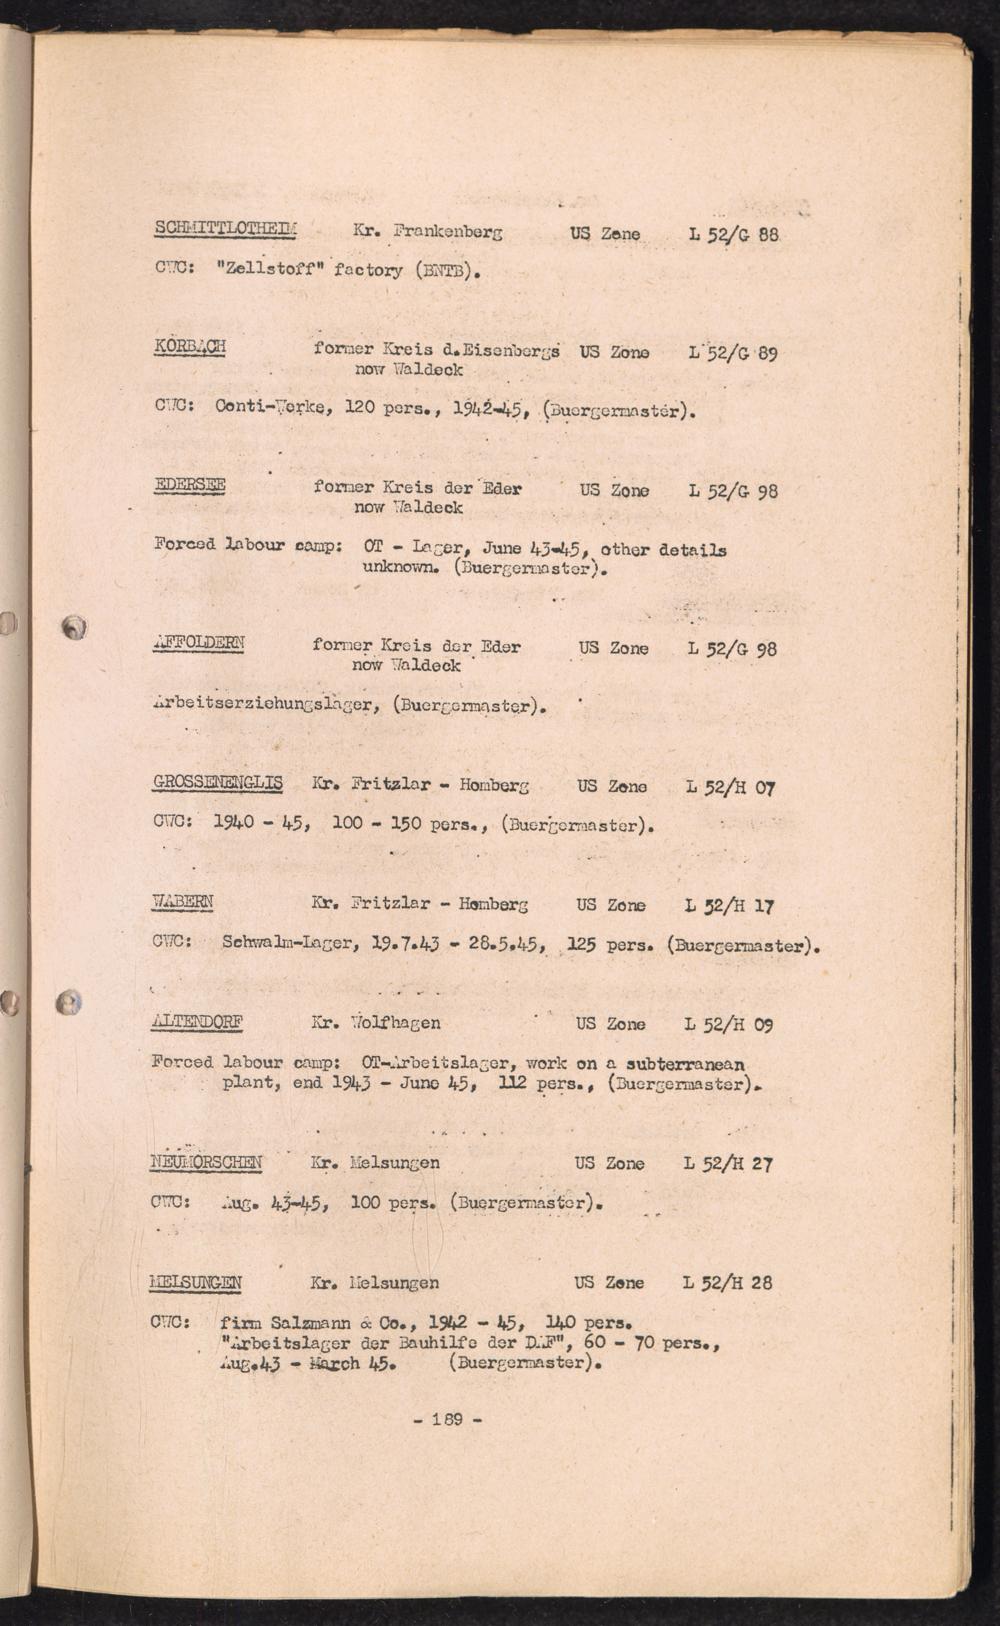 SCHMITTLOTHEIM Kr. Frankenberg US Zone L 52/G 88
CWC: "Zellstoff" factory (BNTB).
KORBACH former Kreis d.Eisenbergs US Zone L 52/G 89
now Waldeck
CWC: Conti-Werke, 120 pers., 1942-45, (Buergermaster).
EDERSEE former Kreis der Eder US Zone L 52/G 98
now Waldeck
Forced labour camp: OT - Lager, June 43-45, other details
unknown. (Buergermaster).
AFFOLDERN former Kreis der Eder US Zone L 52/G 98
now Waldeck
Arbeitserziehungslager, (Buergermaster).
GROSSENENGLIS Kr. Fritzlar - Homberg US Zone L 52/H 07
CWC: 1940 - 45, 100 - 150 pers., (Buergermaster).
WABERN Kr. Fritzlar - Homberg US Zone L 52/H 17
CWC: Schwalm-Lager, 19.7.43 - 28.5.45, 125 pers. (Buergermaster).
ALTENDORF Kr. Wolfhagen US Zone L 52/H 09
Forced labour camp: OT-Arbeitslager, work on a subterranean
plant, end 1943 - June 45, 112 pers., (Buergermaster).
NEUMORSCHEN Kr. Melsungen US Zone L 52/H 27
CWC: Aug. 43-45, 100 pers. (Buergermaster).
MELSUNGEN Kr. Melsungen US Zone L 52/H 28
CWC: firm Salzmann & Co., 1942 - 45, 140 pers.
"Arbeitslager der Bauhilfe der DAF", 60 - 70 pers.,
Aug.43 - March 45. (Buergermaster).
- 189 -